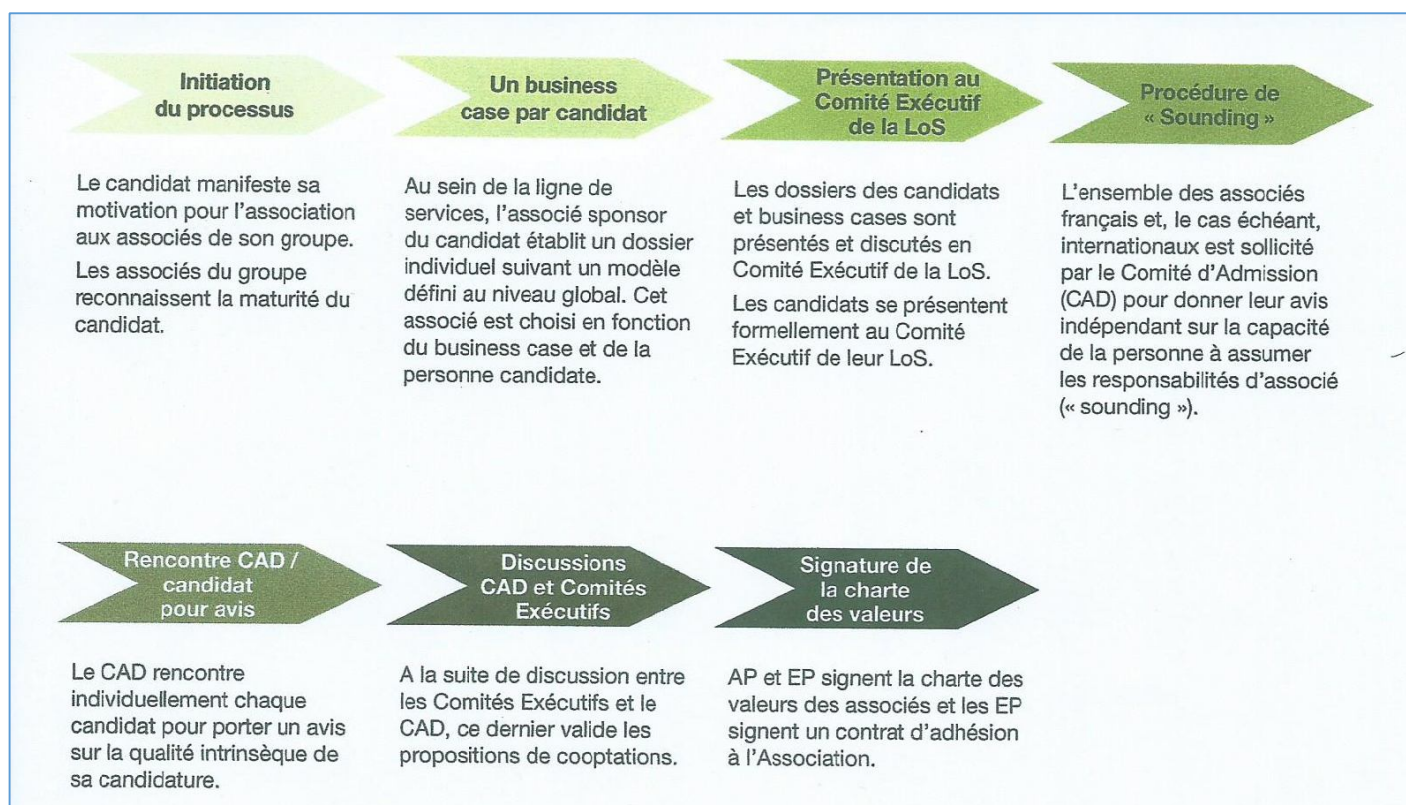 Initiation
du processus
Le candidat manifeste sa
motivation pour l'association
aux associés de son groupe.
Les associés du groupe
reconnaissent la maturité du
candidat.
Un business
case par candidat
Au sein de la ligne de
services, l'associé sponsor
du candidat établit un dossier
individuel suivant un modèle
défini au niveau global. Cet
associé est choisi en fonction
du business case et de la
personne candidate.
Présentation au
Comité Exécutif
de la LoS
Les dossiers des candidats
et business cases sont
présentés et discutés en
Comité Exécutif de la LoS.
Les candidats se présentent
formellement au Comité
Exécutif de leur LoS.
Procédure de
« Sounding »
L'ensemble des associés
français et, le cas échéant,
internationaux est sollicité
par le Comité d'Admission
(CAD) pour donner leur avis
indépendant sur la capacité
de la personne à assumer
les responsabilités d'associé
(« sounding »).
Rencontre CAD /
candidat
pour avis
Le CAD rencontre
individuellement chaque
candidat pour porter un avis
sur la qualité intrinsèque de
sa candidature.
Discussions
CAD et Comités
Exécutifs
A la suite de discussion entre
les Comités Exécutifs et le
CAD, ce dernier valide les
propositions de cooptations.
Signature de
la charte
des valeurs
AP et EP signent la charte des
valeurs des associés et les EP
signent un contrat d'adhésion
à l'Association.